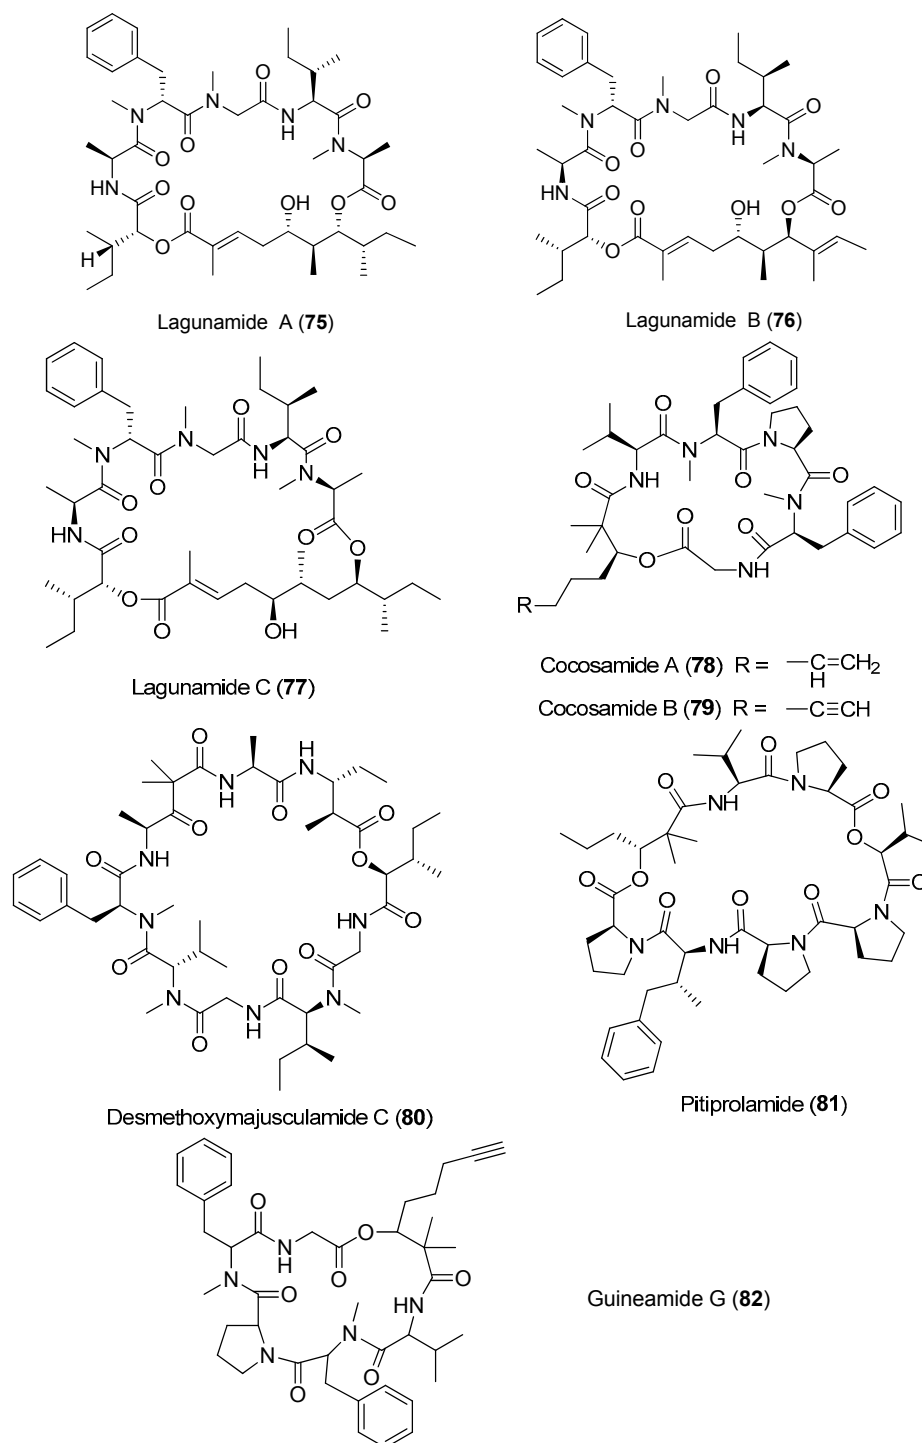 Lagunamide A (75)
Lagunamide B (76)
Lagunamide C (77)
Cocosamide A (78) R = —CH=CH2
Cocosamide B (79) R = —C≡CH
Desmethoxymajusculamide C (80)
Pitiprolamide (81)
Guineamide G (82)